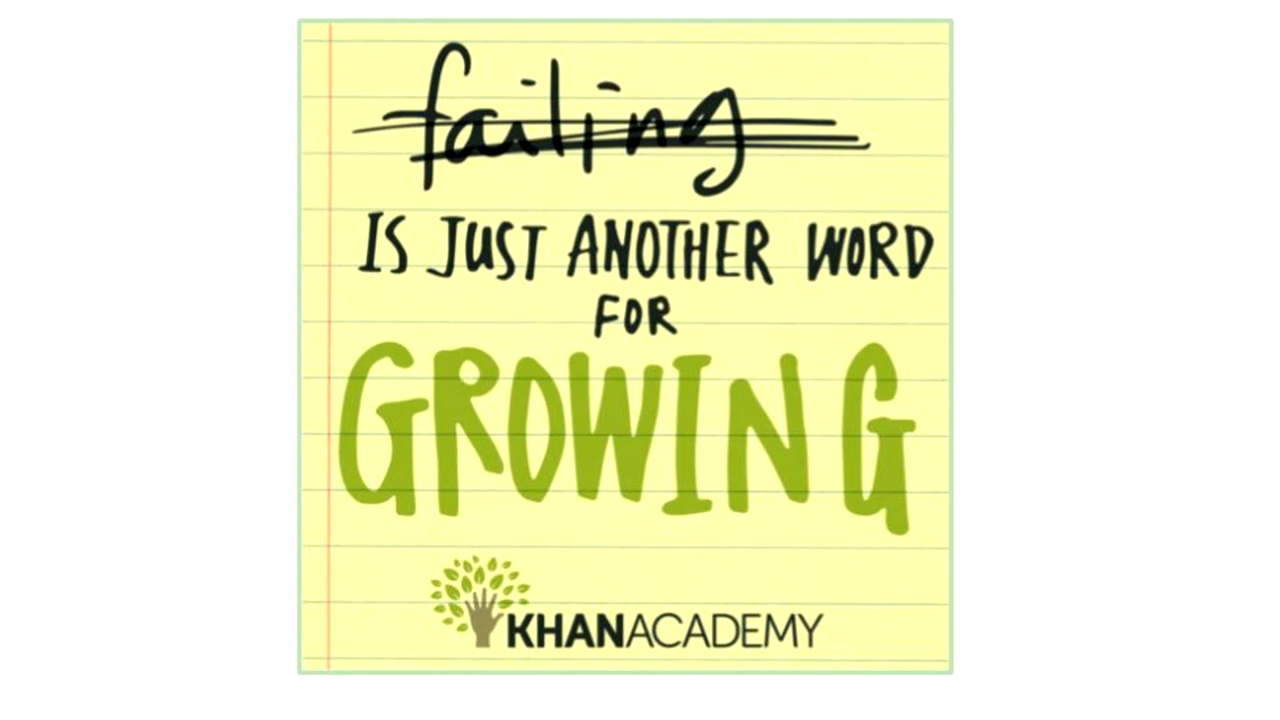 failing
IS JUST ANOTHER WORD
FOR
GROWING
KHANACADEMY